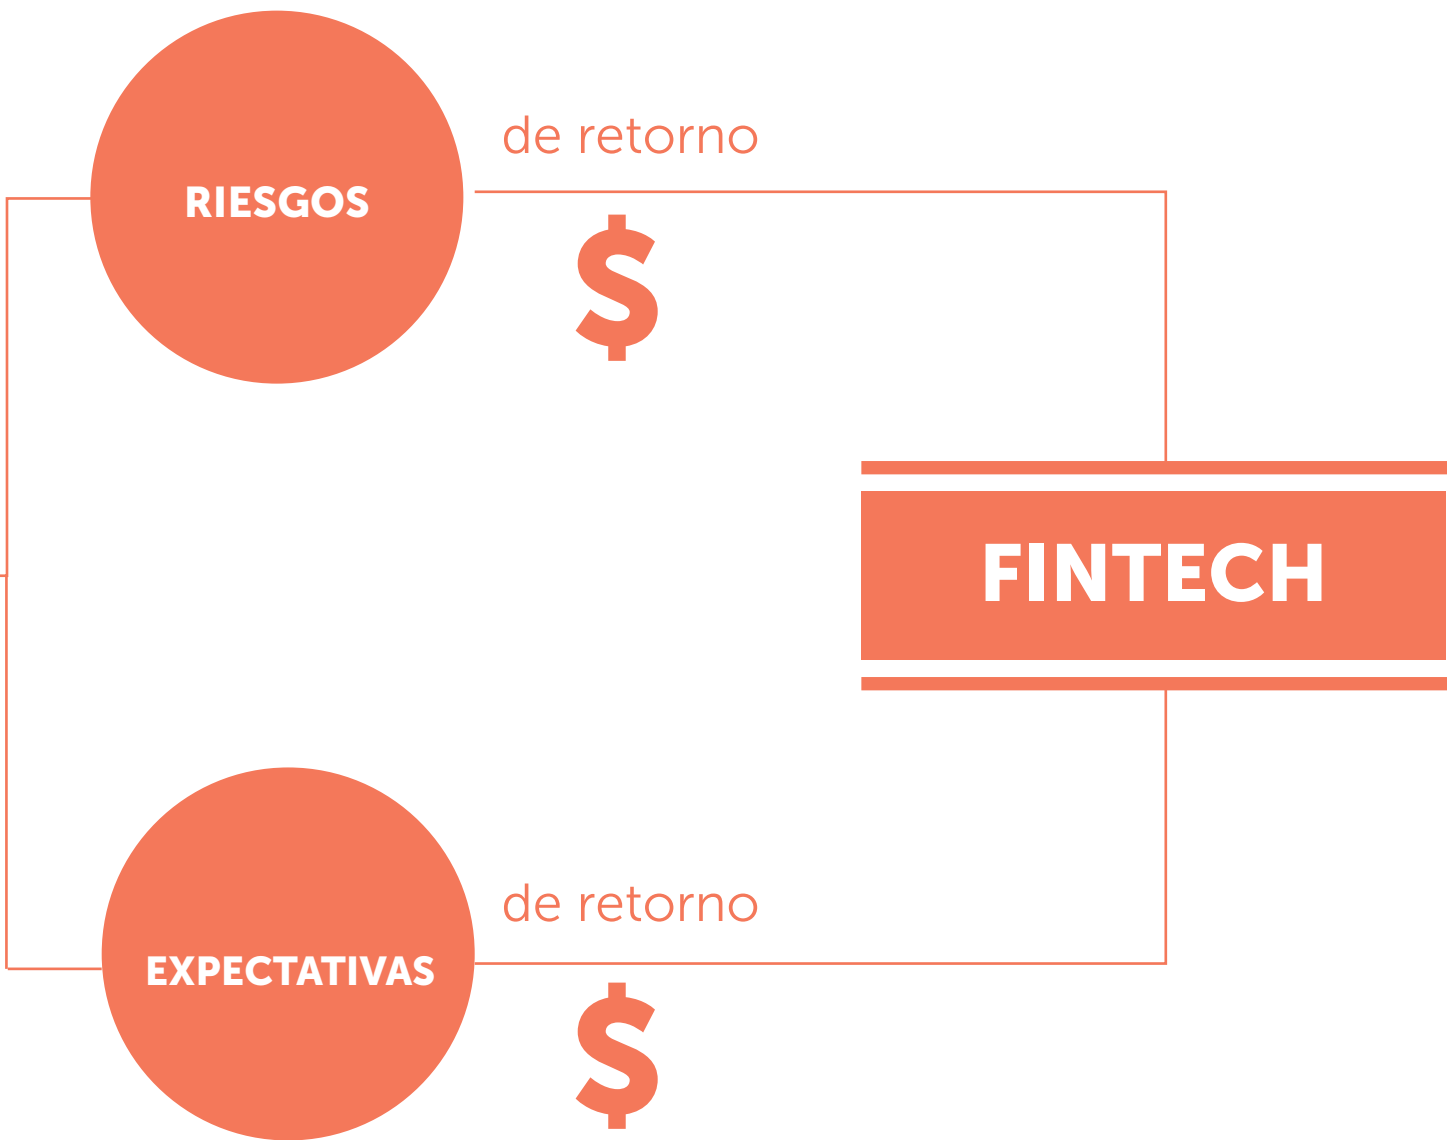 de retorno
RIESGOS
$
FINTECH
de retorno
EXPECTATIVAS
$